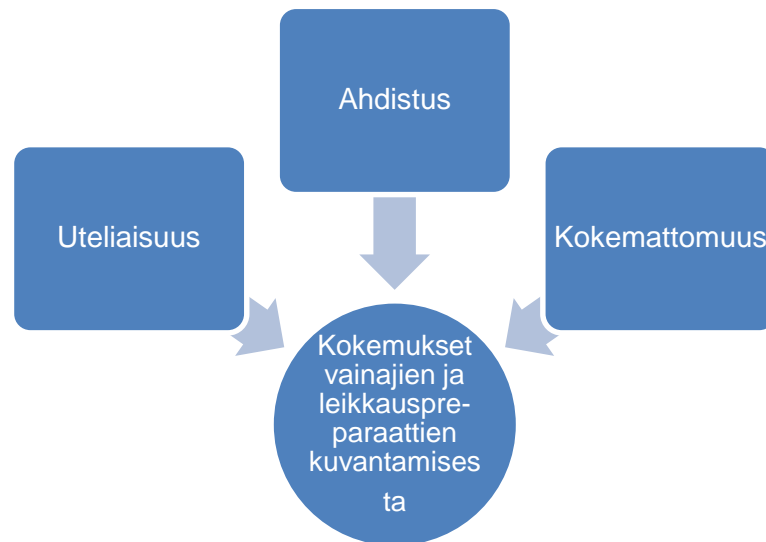 Ahdistus
Uteliaisuus
Kokemattomuus
Kokemukset
vainajien ja
leikkauspre-
paraattien
kuvantamises
ta